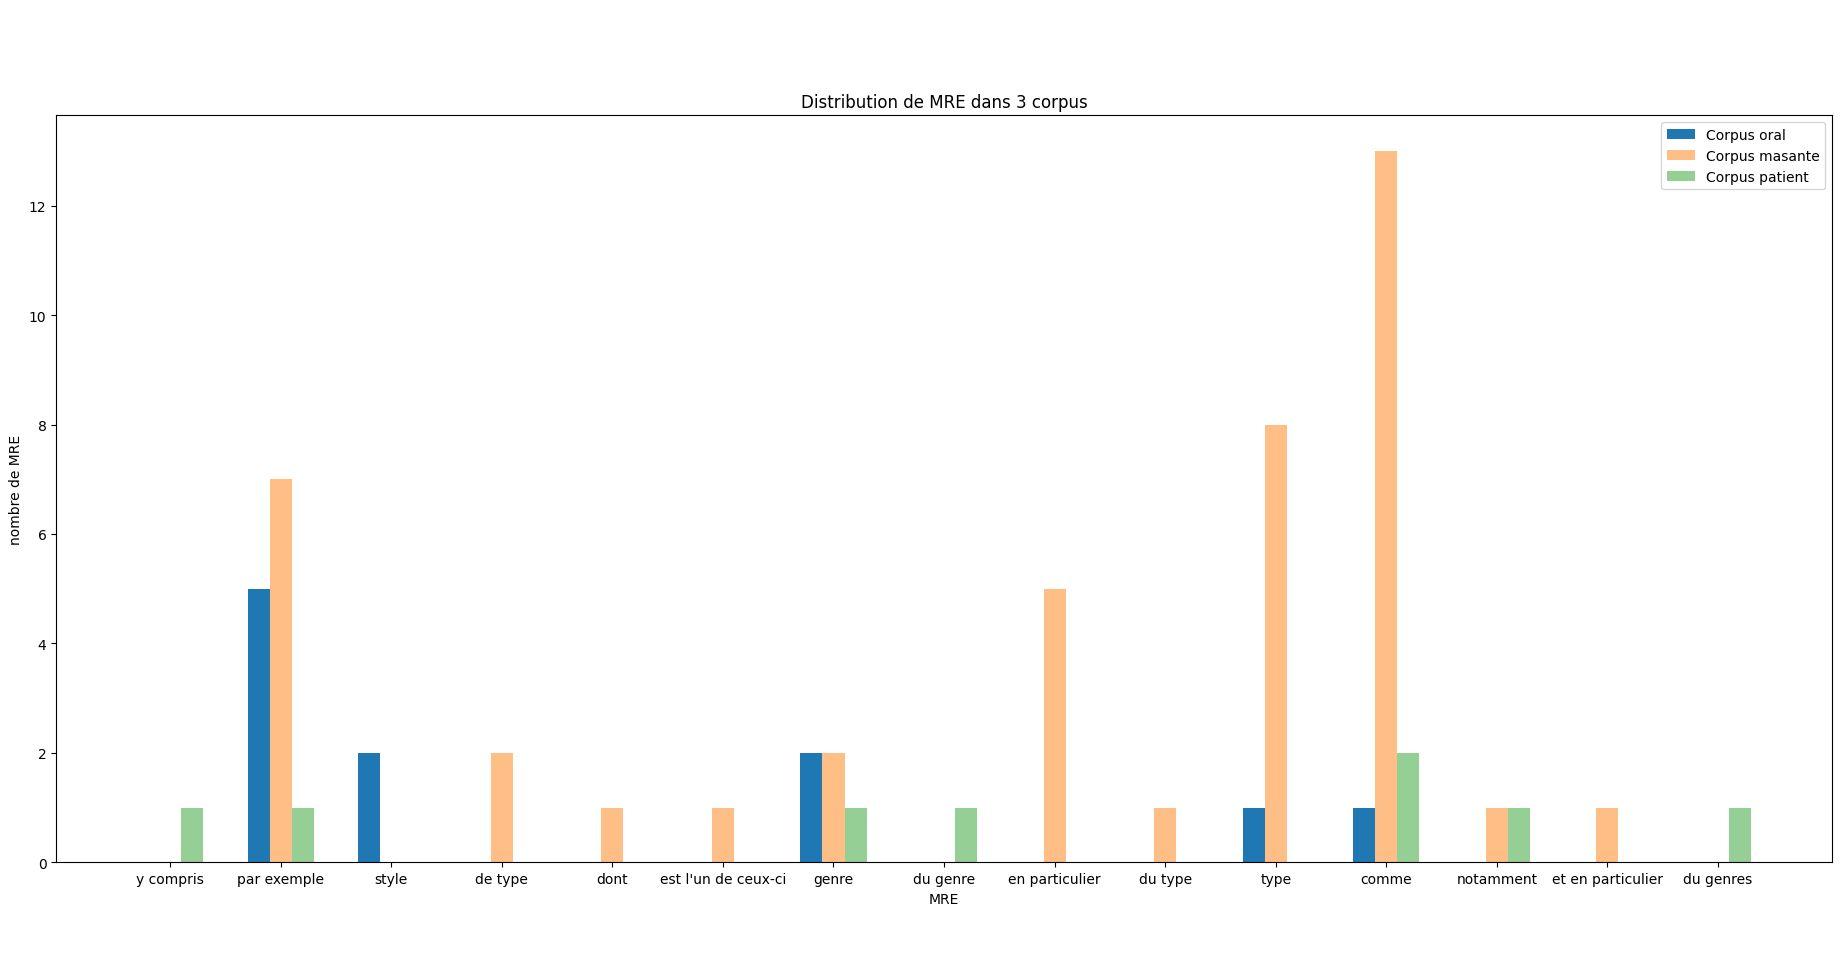 Distribution de MRE dans 3 corpus
Corpus oral
Corpus masante
Corpus patient
nombre de MRE
12
10
8
6
4
2
0
y compris par exemple style de type dont est l'un de ceux-ci genre du genre en particulier du type type comme notamment et en particulier du genres
MRE